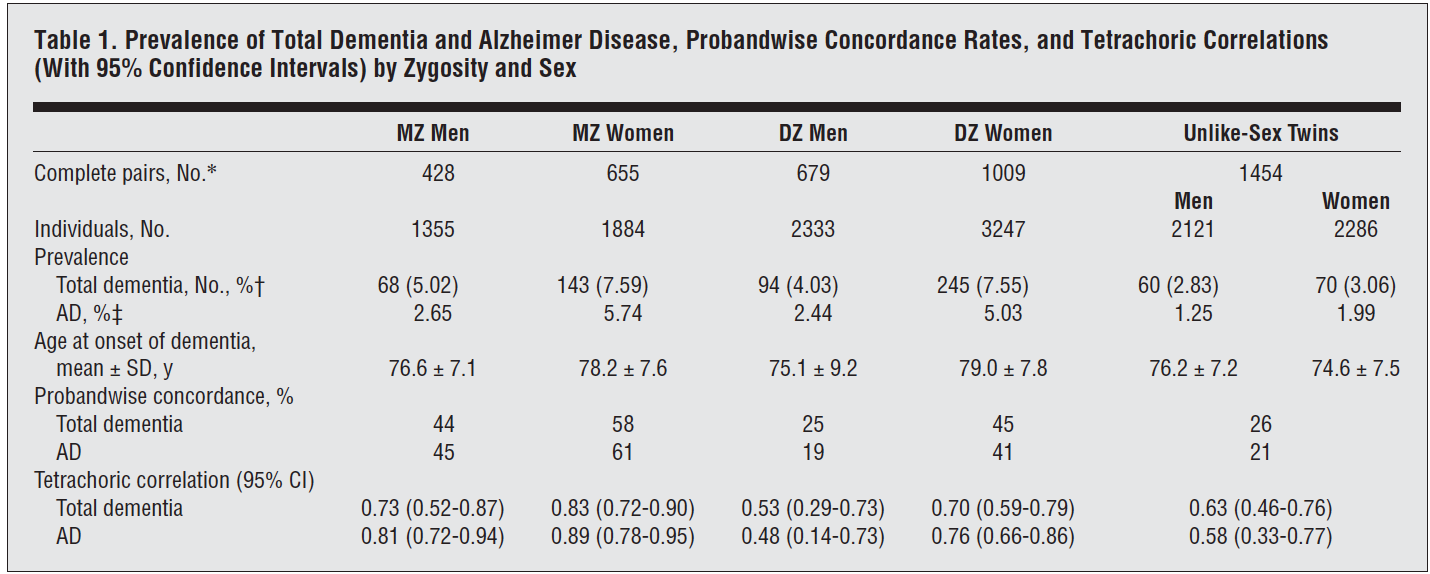 Table 1. Prevalence of Total Dementia and Alzheimer Disease, Probandwise Concordance Rates, and Tetrachoric Correlations
(With 95% Confidence Intervals) by Zygosity and Sex
MZ Men MZ Women DZ Men DZ Women Unlike-Sex Twins
Complete pairs, No.* 428 655 679 1009 1454
Men Women
Individuals, No. 1355 1884 2333 3247 2121 2286
Prevalence
Total dementia, No., %† 68 (5.02) 143 (7.59) 94 (4.03) 245 (7.55) 60 (2.83) 70 (3.06)
AD, %‡ 2.65 5.74 2.44 5.03 1.25 1.99
Age at onset of dementia,
mean ± SD, y 76.6 ± 7.1 78.2 ± 7.6 75.1 ± 9.2 79.0 ± 7.8 76.2 ± 7.2 74.6 ± 7.5
Probandwise concordance, %
Total dementia 44 58 25 45 26
AD 45 61 19 41 21
Tetrachoric correlation (95% CI)
Total dementia 0.73 (0.52-0.87) 0.83 (0.72-0.90) 0.53 (0.29-0.73) 0.70 (0.59-0.79) 0.63 (0.46-0.76)
AD 0.81 (0.72-0.94) 0.89 (0.78-0.95) 0.48 (0.14-0.73) 0.76 (0.66-0.86) 0.58 (0.33-0.77)